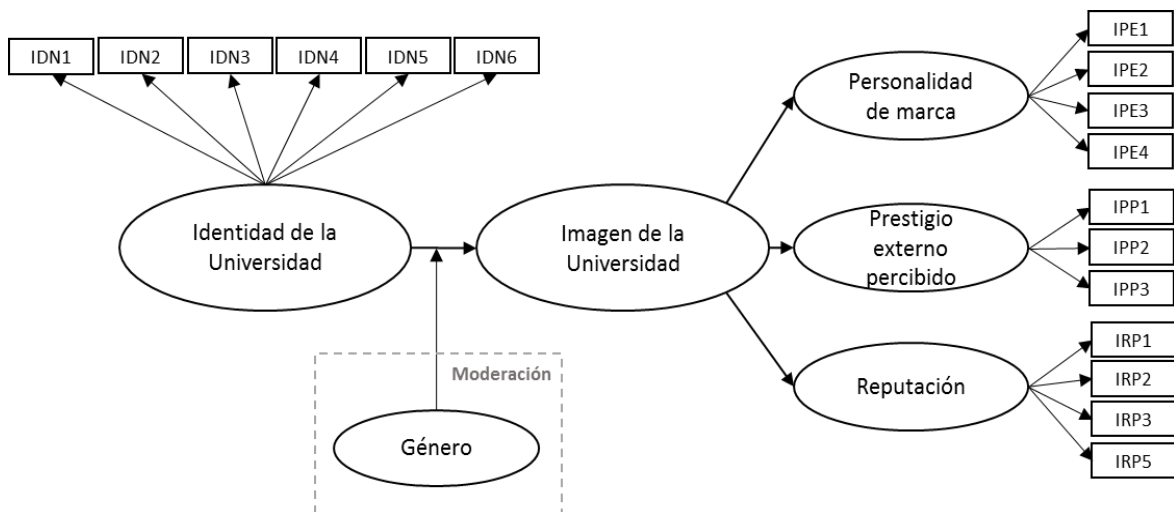 IDN1
IDN2
IDN3
IDN4
IDN5
IDN6
Identidad de la
Universidad
Imagen de la
Universidad
Personalidad
de marca
IPE1
IPE2
IPE3
IPE4
Prestigio
externo
percibido
IPP1
IPP2
IPP3
Reputación
IRP1
IRP2
IRP3
IRP5
Moderación
Género